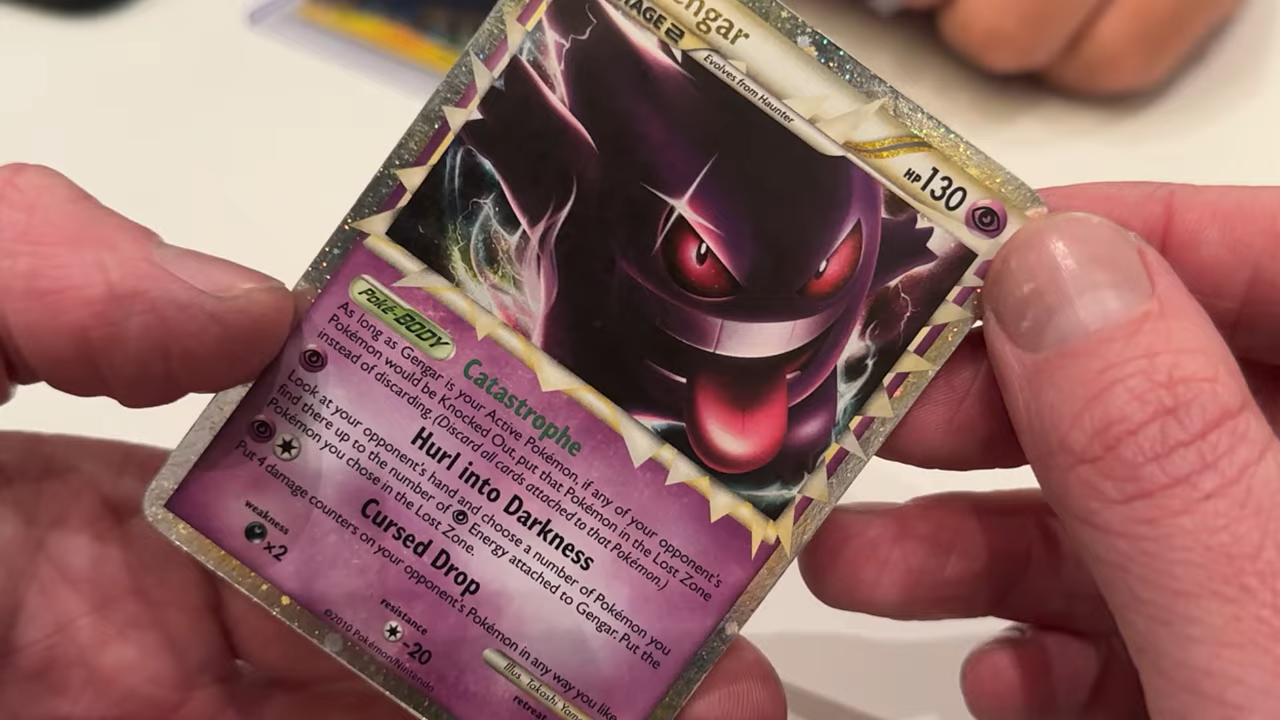 Gengar
STAGE 2
Evolves from Haunter
HP 130
Poké-BODY
Catastrophe
As long as Gengar is your Active Pokémon, if any of your opponent's
Pokémon would be Knocked Out, put that Pokémon in the Lost Zone
instead of discarding. (Discard all cards attached to that Pokémon.)
Hurl into Darkness
Look at your opponent's hand and choose a number of Pokémon you
find there up to the number of Energy attached to Gengar. Put the
Pokémon you chose in the Lost Zone.
Cursed Drop
Put 4 damage counters on your opponent's Pokémon in any way you like
weakness
×2
resistance
-20
retreat
Illus. Takashi
©2010 Pokémon/Nintendo